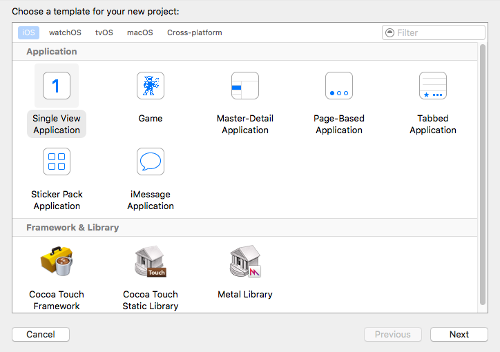 Choose a template for your new project:
iOS watchOS tvOS macOS Cross-platform Filter
Application
1
Single View Application
Game
Master-Detail Application
Page-Based Application
Tabbed Application
Sticker Pack Application
iMessage Application
Framework & Library
Touch
Cocoa Touch Framework
Cocoa Touch Static Library
Metal Library
Cancel Previous Next